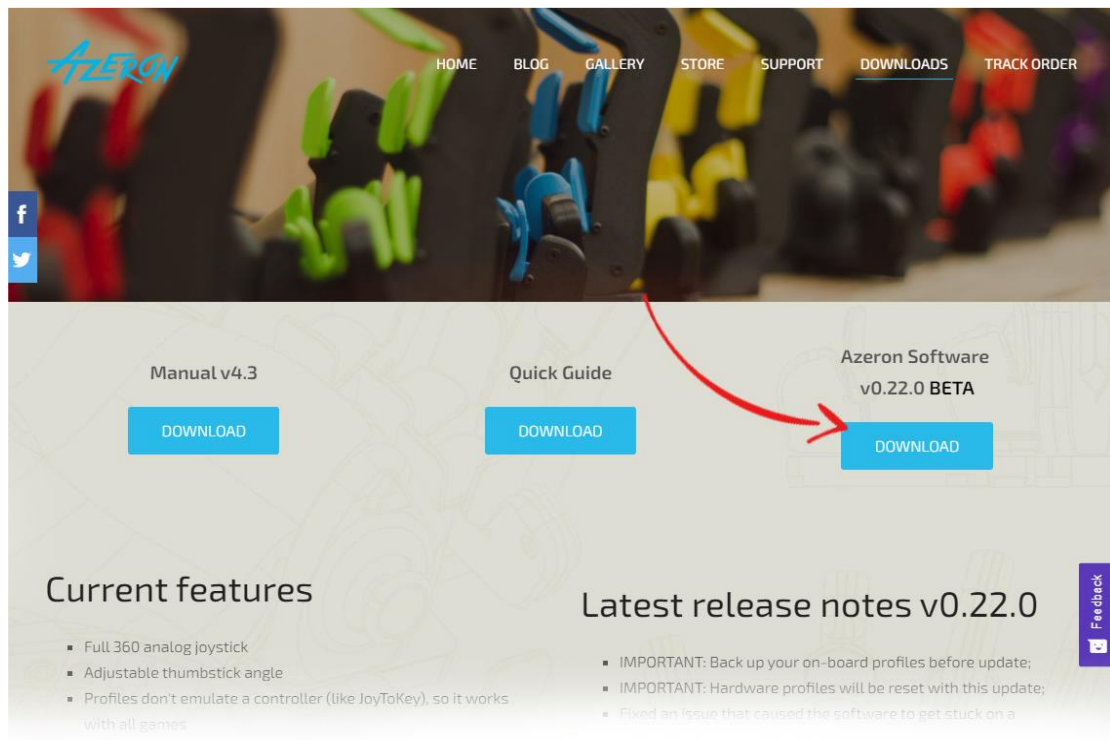 AZERON
HOME BLOG GALLERY STORE SUPPORT DOWNLOADS TRACK ORDER
f
Manual v4.3
DOWNLOAD
Quick Guide
DOWNLOAD
Azeron Software
v0.22.0 BETA
DOWNLOAD
Current features
Full 360 analog joystick
Adjustable thumbstick angle
Profiles don't emulate a controller (like JoyToKey), so it works
with all games
Latest release notes v0.22.0
IMPORTANT: Back up your on-board profiles before update;
IMPORTANT: Hardware profiles will be reset with this update;
Fixed an issue that caused the software to get stuck on a
Feedback